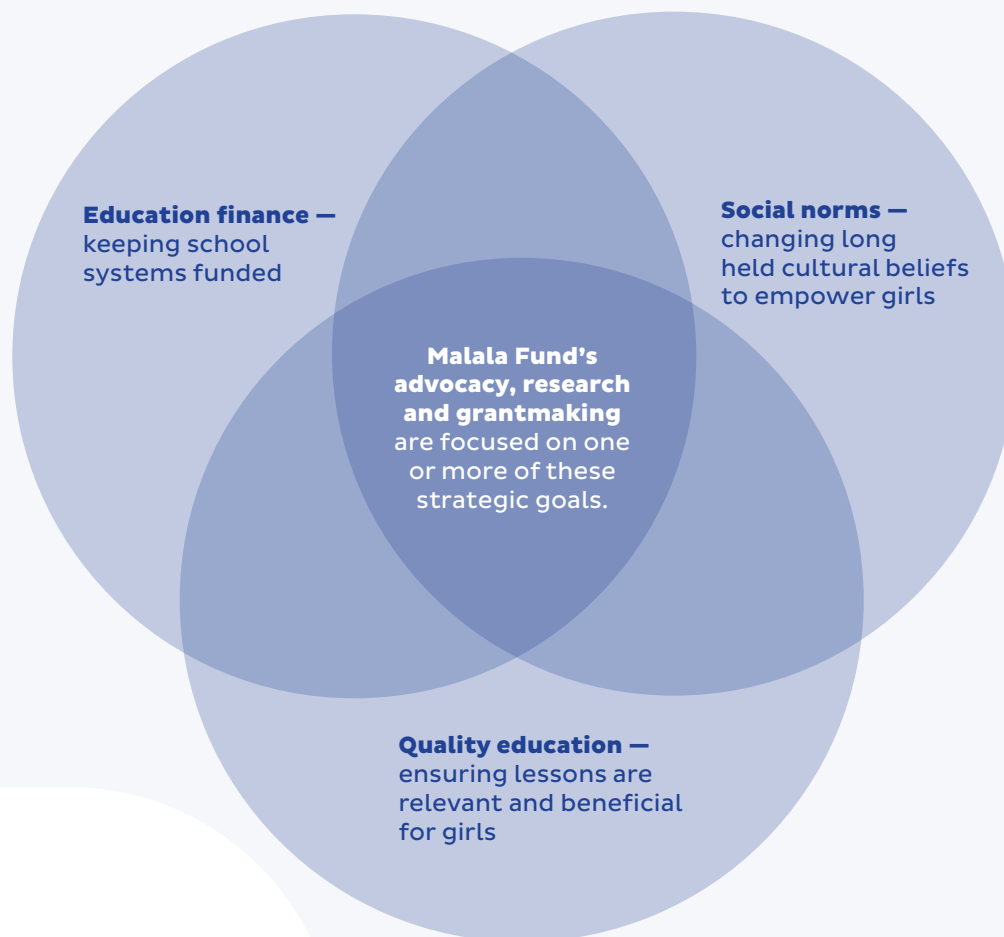 Education finance —
keeping school
systems funded
Social norms —
changing long
held cultural beliefs
to empower girls
Malala Fund’s
advocacy, research
and grantmaking
are focused on one
or more of these
strategic goals.
Quality education —
ensuring lessons are
relevant and beneficial
for girls